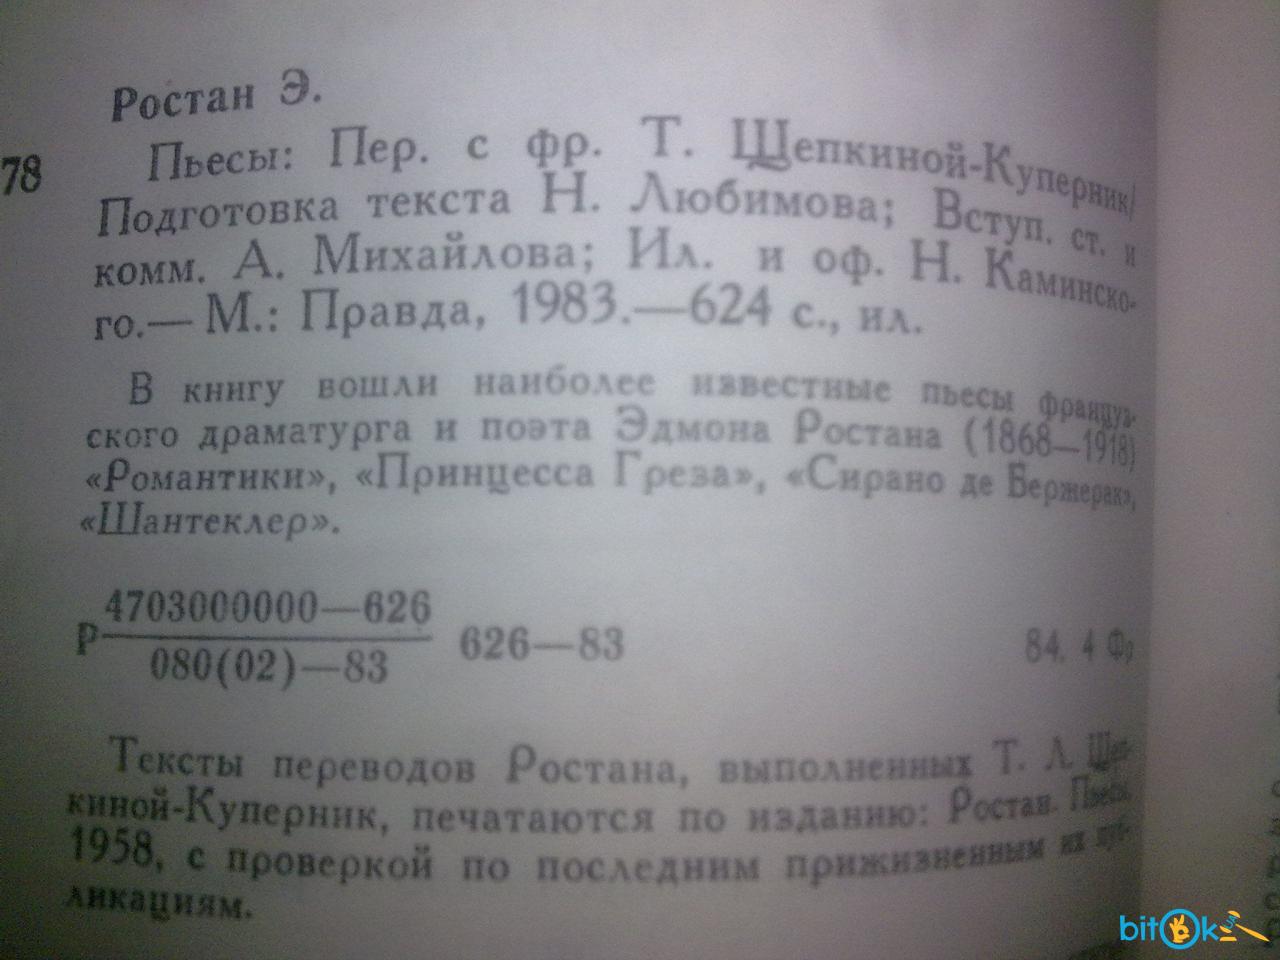 Ростан Э.
78 Пьесы: Пер. с фр. Т. Щепкиной-Куперник/
Подготовка текста Н. Любимова; Вступ. ст. и
комм. А. Михайлова; Ил. и оф. Н. Каминско-
го.— М.: Правда, 1983.—624 с., ил.
В книгу вошли наиболее известные пьесы француз-
ского драматурга и поэта Эдмона Ростана (1868—1918)
«Романтики», «Принцесса Греза», «Сирано де Бержерак»,
«Шантеклер».
4703000000—626
Р 626—83 84. 4 Фр
080(02)—83
Тексты переводов Ростана, выполненных Т. Л. Щеп-
киной-Куперник, печатаются по изданию: Ростан. Пьесы,
1958, с проверкой по последним прижизненным их пуб-
ликациям.
bitOk UA